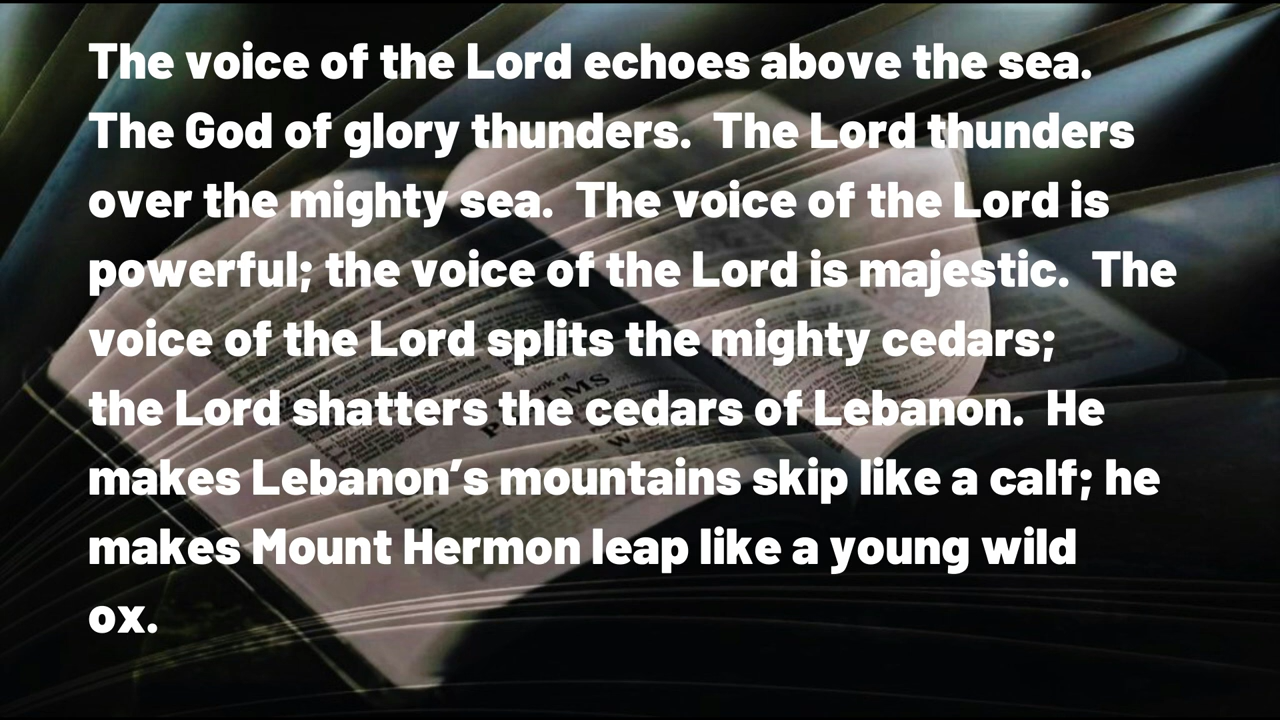 The voice of the Lord echoes above the sea.
The God of glory thunders.  The Lord thunders
over the mighty sea.  The voice of the Lord is
powerful; the voice of the Lord is majestic.  The
voice of the Lord splits the mighty cedars;
the Lord shatters the cedars of Lebanon.  He
makes Lebanon’s mountains skip like a calf; he
makes Mount Hermon leap like a young wild
ox.